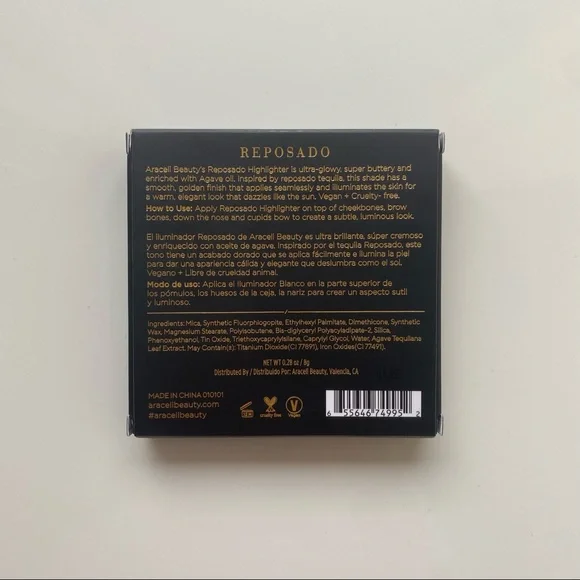 REPOSADO
Araceli Beauty's Reposado Highlighter is ultra-glowy, super buttery and
enriched with Agave oil. Inspired by reposado tequila, this shade has a
smooth, golden finish that applies seamlessly and illuminates the skin for
a warm, elegant look that dazzles like the sun. Vegan + Cruelty- free.
How to Use: Apply Reposado Highlighter on top of cheekbones, brow
bones, down the nose and cupids bow to create a subtle, luminous look.
El Iluminador Reposado de Araceli Beauty es ultra brillante, súper cremoso
y enriquecido con aceite de agave. Inspirado por el tequila Reposado, este
tono tiene un acabado dorado que se aplica fácilmente e ilumina la piel
para dar una apariencia cálida y elegante que deslumbra como el sol.
Vegano + Libre de crueldad animal.
Modo de uso: Aplica el Iluminador Blanco en la parte superior de
los pómulos, los huesos de la ceja, la nariz para crear un aspecto sutil
y luminoso.
Ingredients: Mica, Synthetic Fluorphlogopite, Ethylhexyl Palmitate, Dimethicone, Synthetic
Wax, Magnesium Stearate, Polyisobutene, Bis-diglyceryl Polyacyladipate-2, Silica,
Phenoxyethanol, Tin Oxide, Triethoxycaprylylsilane, Caprylyl Glycol, Water, Agave Tequilana
Leaf Extract. May Contain(s): Titanium Dioxide(CI 77891), Iron Oxides(CI 77491).
NET WT 0.28 oz / 8g
Distributed By / Distribuido Por: Araceli Beauty, Valencia, CA
MADE IN CHINA 010101
aracelibeauty.com
#aracelibeauty
cruelty free
Vegan
6 55646 74995 2